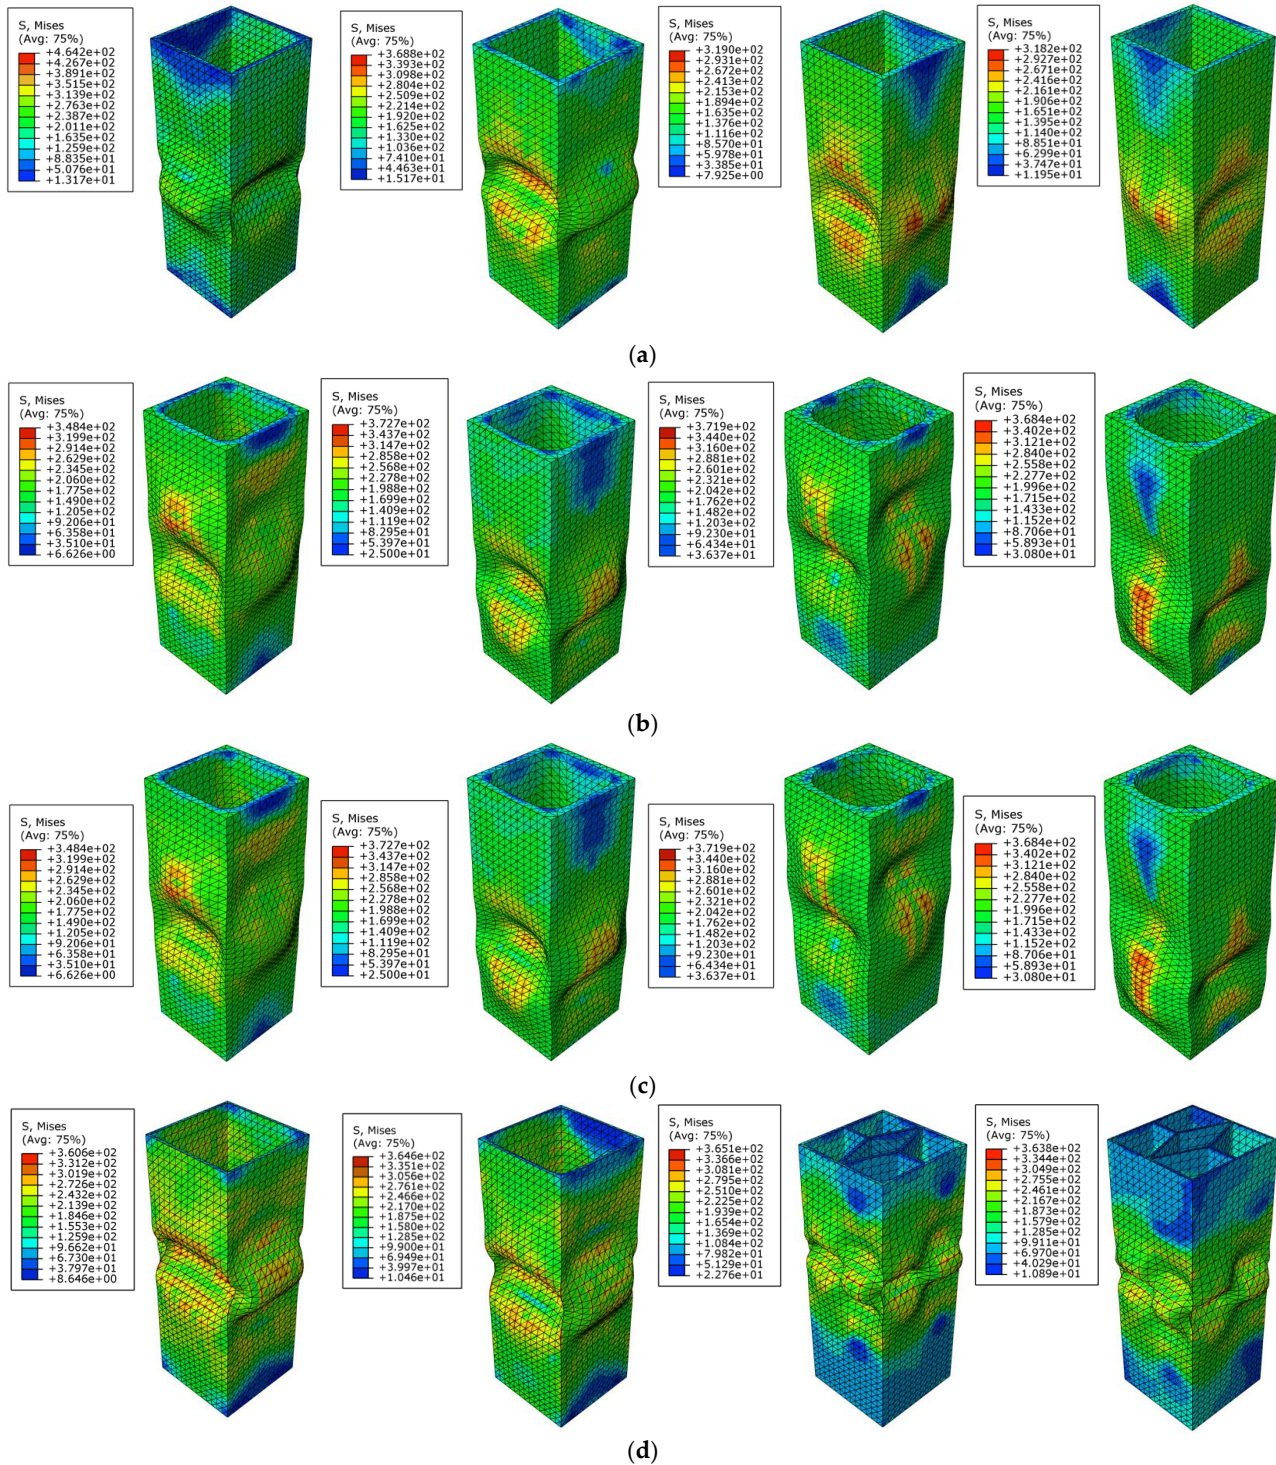 S, Mises
(Avg: 75%)
+4.642e+02
+4.267e+02
+3.891e+02
+3.515e+02
+3.139e+02
+2.763e+02
+2.387e+02
+2.011e+02
+1.635e+02
+1.259e+02
+8.835e+01
+5.076e+01
+1.317e+01
S, Mises
(Avg: 75%)
+3.688e+02
+3.393e+02
+3.098e+02
+2.804e+02
+2.509e+02
+2.214e+02
+1.920e+02
+1.625e+02
+1.330e+02
+1.036e+02
+7.410e+01
+4.463e+01
+1.517e+01
S, Mises
(Avg: 75%)
+3.190e+02
+2.931e+02
+2.672e+02
+2.413e+02
+2.153e+02
+1.894e+02
+1.635e+02
+1.376e+02
+1.116e+02
+8.570e+01
+5.978e+01
+3.385e+01
+7.925e+00
S, Mises
(Avg: 75%)
+3.182e+02
+2.927e+02
+2.671e+02
+2.416e+02
+2.161e+02
+1.906e+02
+1.651e+02
+1.395e+02
+1.140e+02
+8.851e+01
+6.299e+01
+3.747e+01
+1.195e+01
(a)
S, Mises
(Avg: 75%)
+3.484e+02
+3.199e+02
+2.914e+02
+2.629e+02
+2.345e+02
+2.060e+02
+1.775e+02
+1.490e+02
+1.205e+02
+9.206e+01
+6.358e+01
+3.510e+01
+6.626e+00
S, Mises
(Avg: 75%)
+3.727e+02
+3.437e+02
+3.147e+02
+2.858e+02
+2.568e+02
+2.278e+02
+1.988e+02
+1.699e+02
+1.409e+02
+1.119e+02
+8.295e+01
+5.397e+01
+2.500e+01
S, Mises
(Avg: 75%)
+3.719e+02
+3.440e+02
+3.160e+02
+2.881e+02
+2.601e+02
+2.321e+02
+2.042e+02
+1.762e+02
+1.482e+02
+1.203e+02
+9.230e+01
+6.434e+01
+3.637e+01
S, Mises
(Avg: 75%)
+3.684e+02
+3.402e+02
+3.121e+02
+2.840e+02
+2.558e+02
+2.277e+02
+1.996e+02
+1.715e+02
+1.433e+02
+1.152e+02
+8.706e+01
+5.893e+01
+3.080e+01
(b)
S, Mises
(Avg: 75%)
+3.484e+02
+3.199e+02
+2.914e+02
+2.629e+02
+2.345e+02
+2.060e+02
+1.775e+02
+1.490e+02
+1.205e+02
+9.206e+01
+6.358e+01
+3.510e+01
+6.626e+00
S, Mises
(Avg: 75%)
+3.727e+02
+3.437e+02
+3.147e+02
+2.858e+02
+2.568e+02
+2.278e+02
+1.988e+02
+1.699e+02
+1.409e+02
+1.119e+02
+8.295e+01
+5.397e+01
+2.500e+01
S, Mises
(Avg: 75%)
+3.719e+02
+3.440e+02
+3.160e+02
+2.881e+02
+2.601e+02
+2.321e+02
+2.042e+02
+1.762e+02
+1.482e+02
+1.203e+02
+9.230e+01
+6.434e+01
+3.637e+01
S, Mises
(Avg: 75%)
+3.684e+02
+3.402e+02
+3.121e+02
+2.840e+02
+2.558e+02
+2.277e+02
+1.996e+02
+1.715e+02
+1.433e+02
+1.152e+02
+8.706e+01
+5.893e+01
+3.080e+01
(c)
S, Mises
(Avg: 75%)
+3.606e+02
+3.312e+02
+3.019e+02
+2.726e+02
+2.432e+02
+2.139e+02
+1.846e+02
+1.553e+02
+1.259e+02
+9.662e+01
+6.730e+01
+3.797e+01
+8.646e+00
S, Mises
(Avg: 75%)
+3.646e+02
+3.351e+02
+3.056e+02
+2.761e+02
+2.466e+02
+2.170e+02
+1.875e+02
+1.580e+02
+1.285e+02
+9.900e+01
+6.949e+01
+3.997e+01
+1.046e+01
S, Mises
(Avg: 75%)
+3.651e+02
+3.366e+02
+3.081e+02
+2.795e+02
+2.510e+02
+2.225e+02
+1.939e+02
+1.654e+02
+1.369e+02
+1.084e+02
+7.982e+01
+5.129e+01
+2.276e+01
S, Mises
(Avg: 75%)
+3.638e+02
+3.344e+02
+3.049e+02
+2.755e+02
+2.461e+02
+2.167e+02
+1.873e+02
+1.579e+02
+1.285e+02
+9.911e+01
+6.970e+01
+4.029e+01
+1.089e+01
(d)